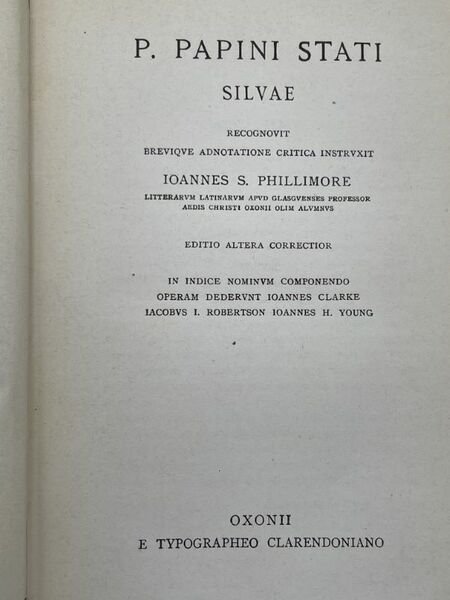 P. PAPINI STATI
SILVAE
RECOGNOVIT
BREVIQVE ADNOTATIONE CRITICA INSTRVXIT
IOANNES S. PHILLIMORE
LITTERARVM LATINARVM APVD GLASGVENSES PROFESSOR
AEDIS CHRISTI OXONII OLIM ALVMNVS
EDITIO ALTERA CORRECTIOR
IN INDICE NOMINVM COMPONENDO
OPERAM DEDERVNT IOANNES CLARKE
IACOBVS I. ROBERTSON IOANNES H. YOUNG
OXONII
E TYPOGRAPHEO CLARENDONIANO